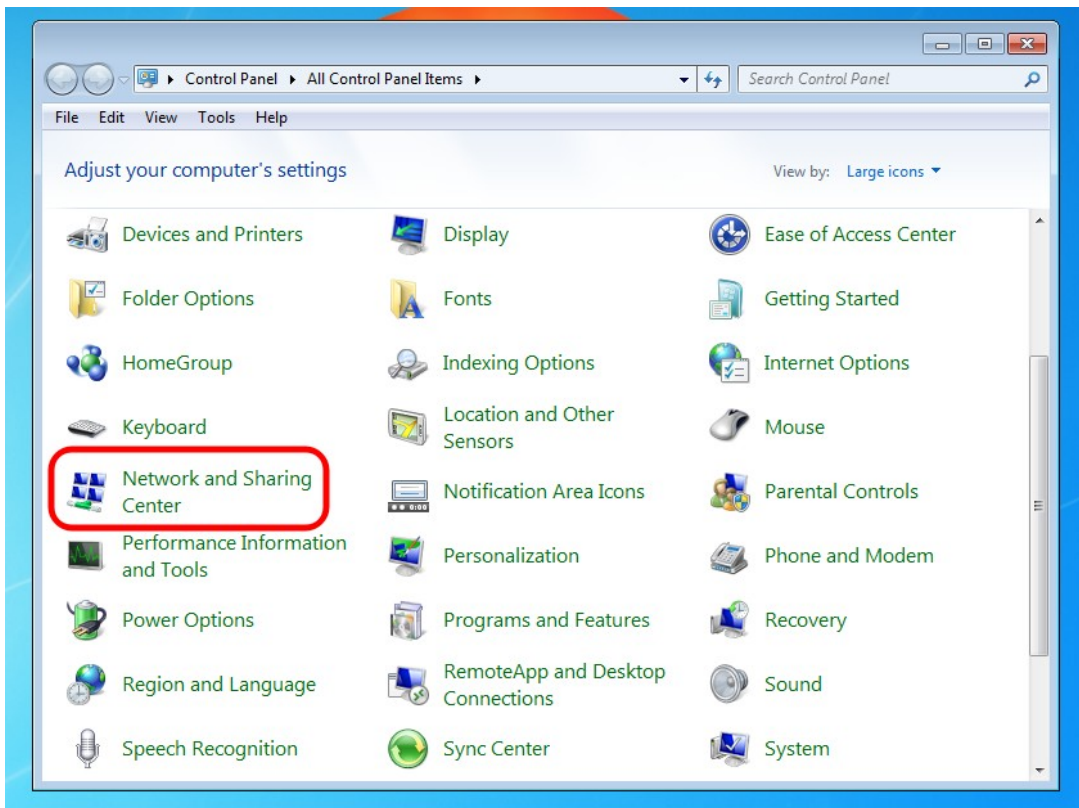 Control Panel All Control Panel Items
Search Control Panel
File Edit View Tools Help
Adjust your computer's settings
View by: Large icons
Devices and Printers
Display
Ease of Access Center
Folder Options
Fonts
Getting Started
HomeGroup
Indexing Options
Internet Options
Keyboard
Location and Other
Sensors
Mouse
Network and Sharing
Center
Notification Area Icons
Parental Controls
Performance Information
and Tools
Personalization
Phone and Modem
Power Options
Programs and Features
Recovery
Region and Language
RemoteApp and Desktop
Connections
Sound
Speech Recognition
Sync Center
System